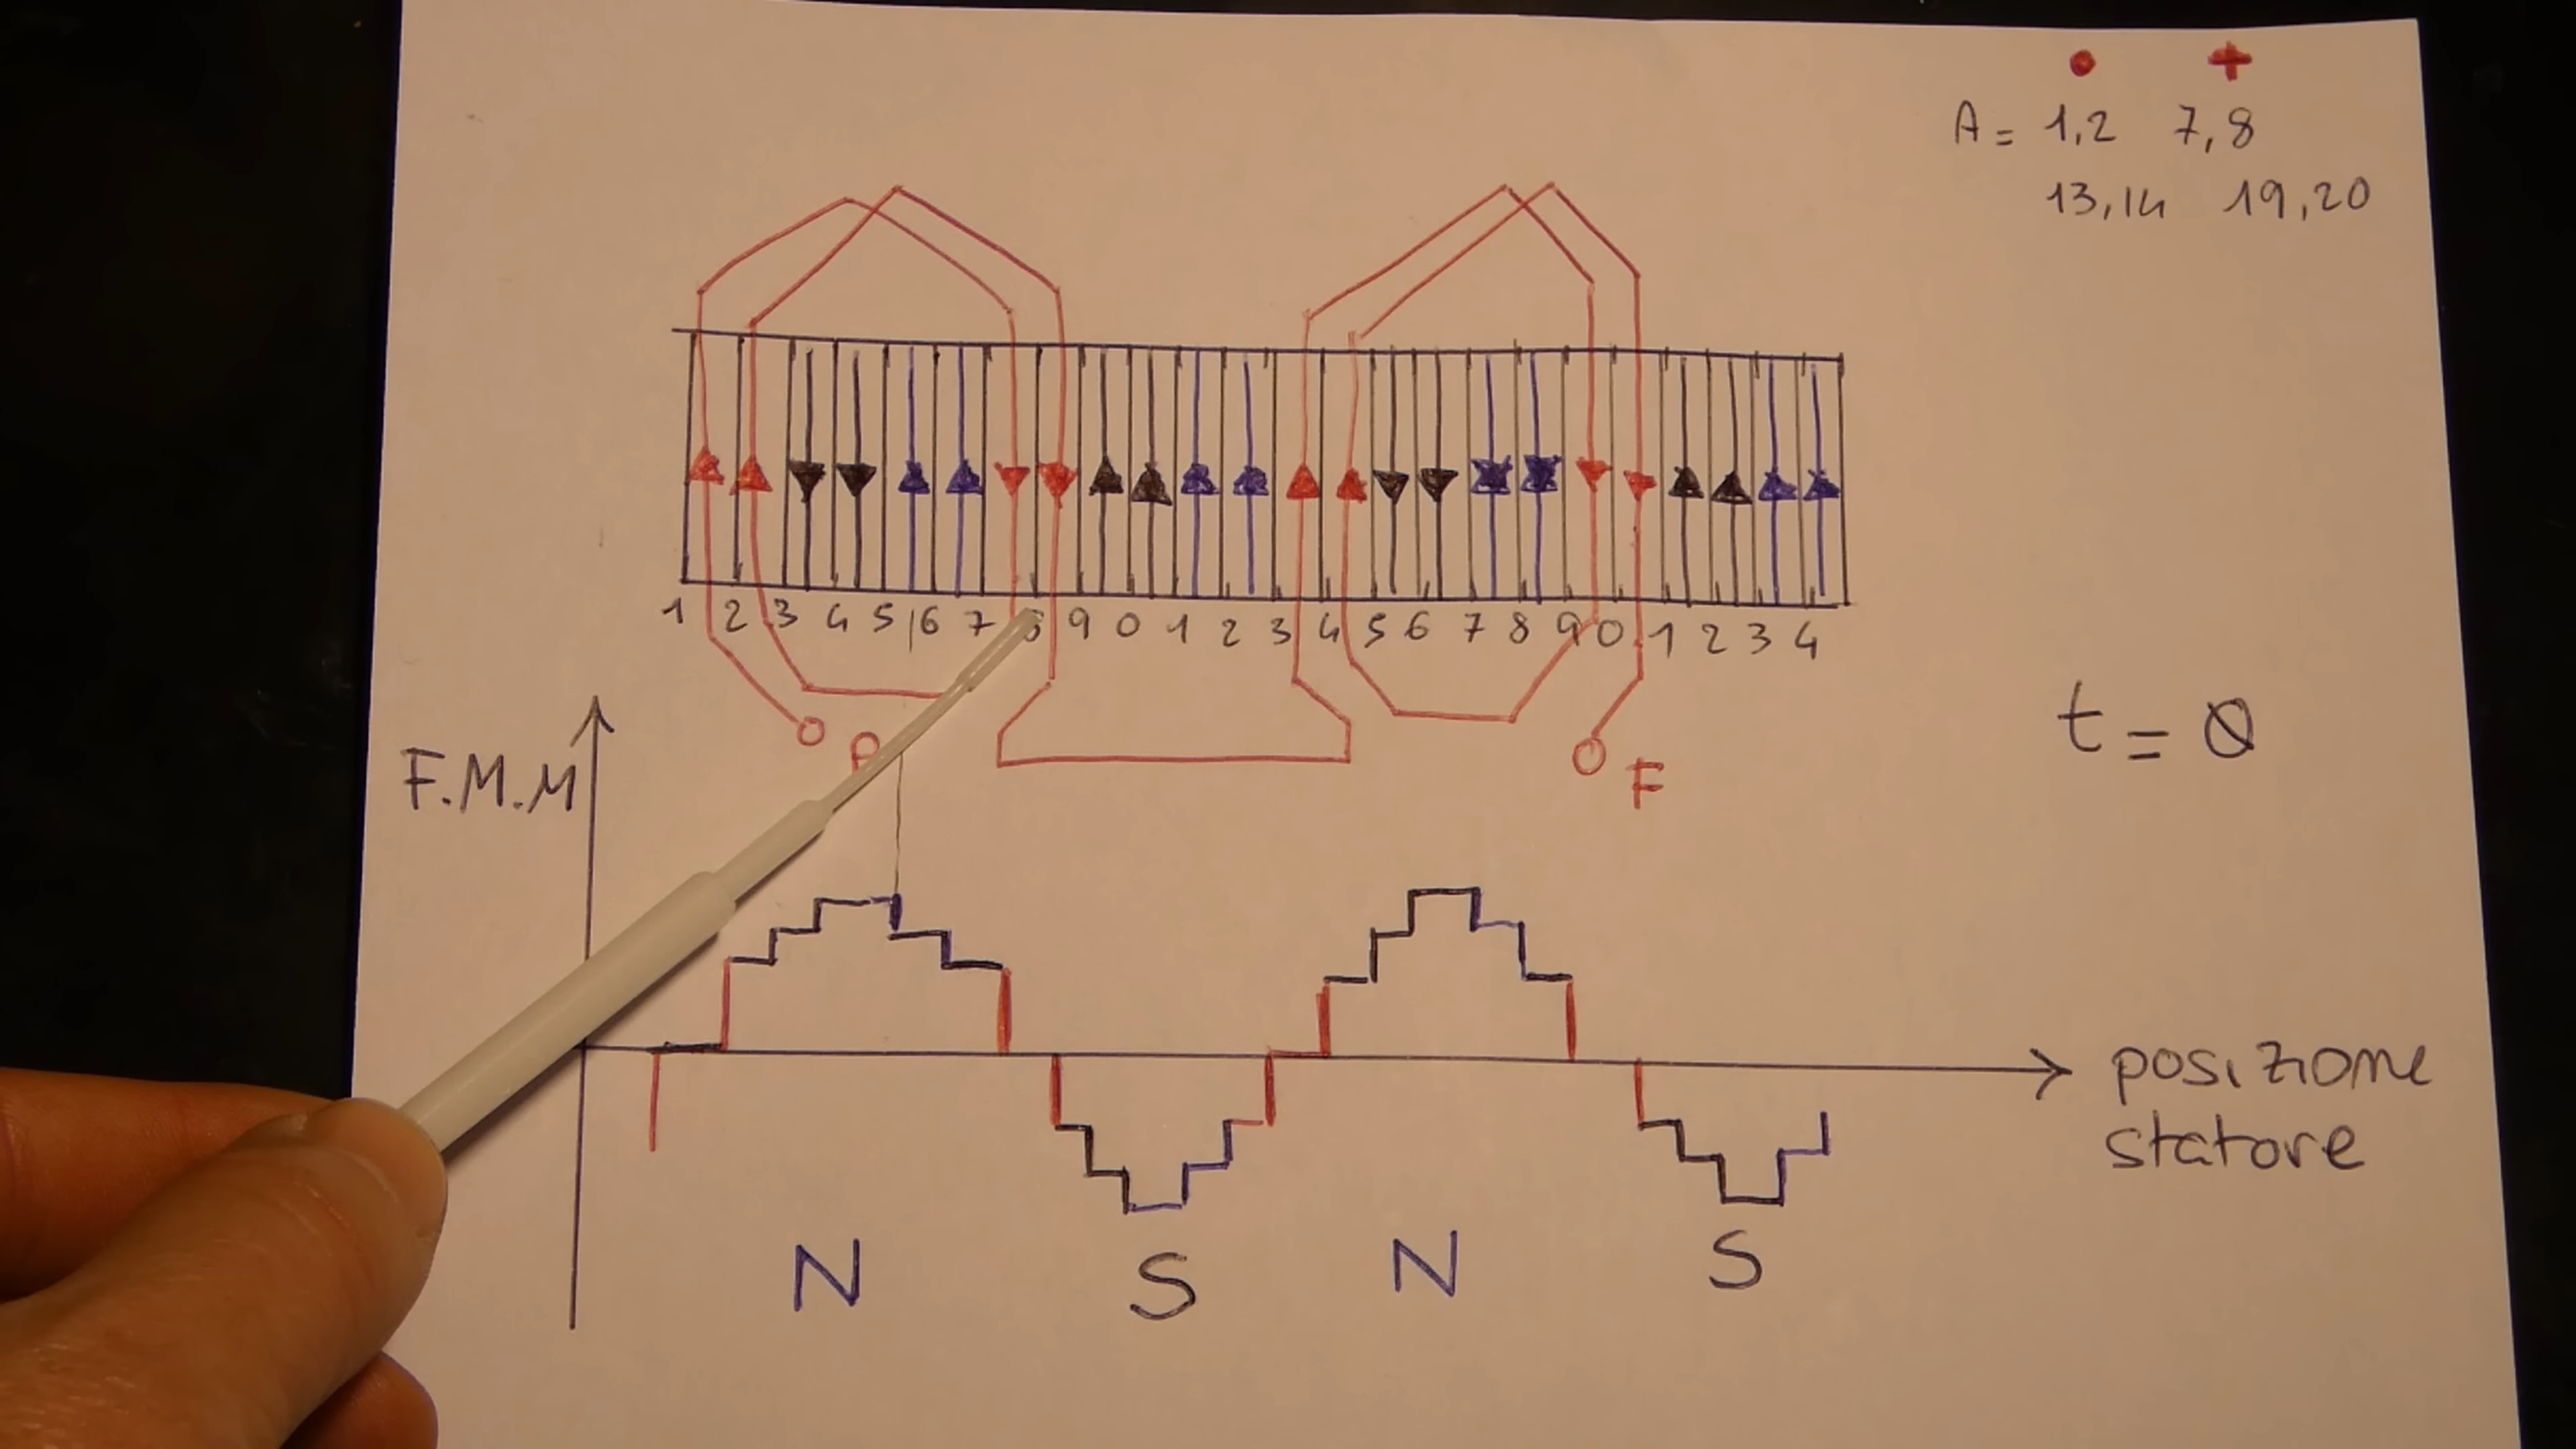 A = 1,2 7,8
13,14 19,20
1 2 3 4 5 6 7 8 9 0 1 2 3 4 5 6 7 8 9 0 1 2 3 4
t = 0
F.M.M
P
F
posizione
statore
N S N S